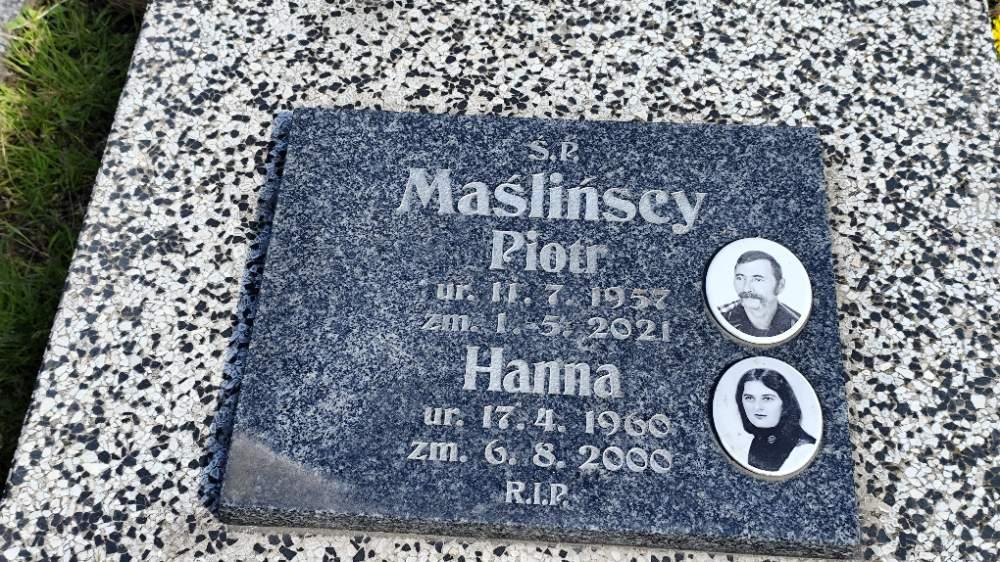 Ś.P.
Maślińscy
Piotr
ur. 11. 7. 1957
zm. 1. 5. 2021
Hanna
ur. 17. 4. 1960
zm. 6. 8. 2000
R.I.P.